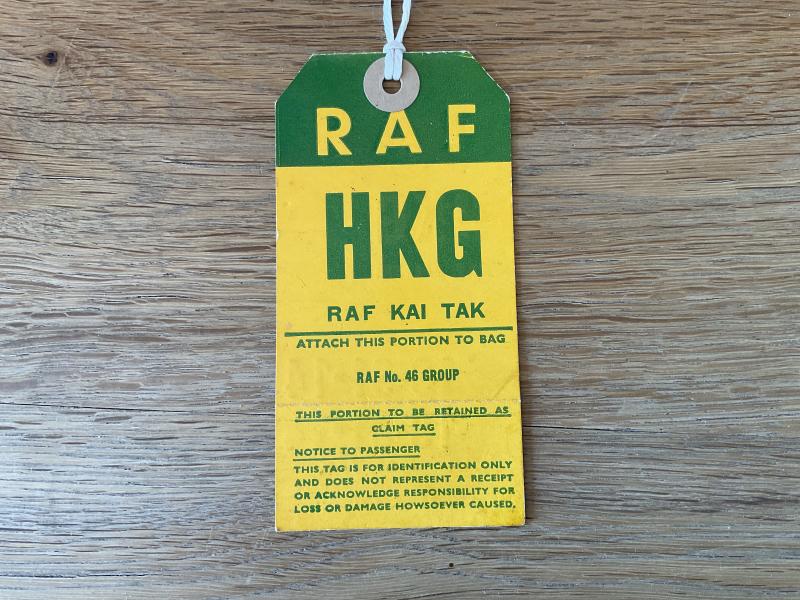 RAF
HKG
RAF KAI TAK
ATTACH THIS PORTION TO BAG
RAF No. 46 GROUP
THIS PORTION TO BE RETAINED AS
CLAIM TAG
NOTICE TO PASSENGER
THIS TAG IS FOR IDENTIFICATION ONLY
AND DOES NOT REPRESENT A RECEIPT
OR ACKNOWLEDGE RESPONSIBILITY FOR
LOSS OR DAMAGE HOWSOEVER CAUSED.